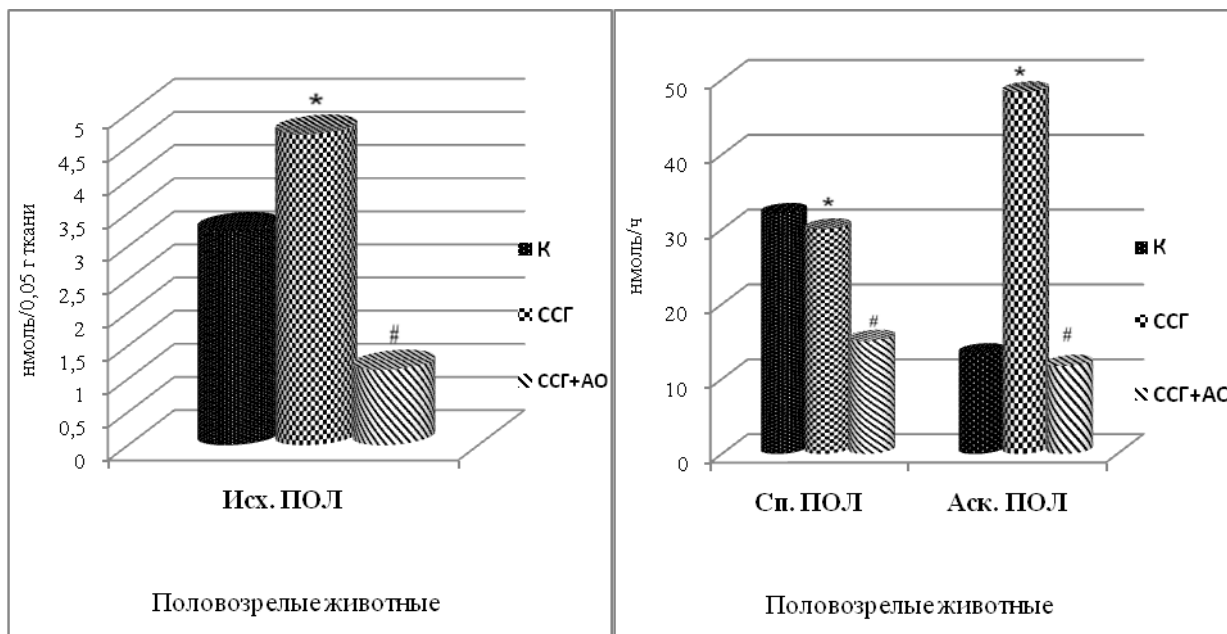 нмоль/0,05 г ткани
5
4,5
4
3,5
3
2,5
2
1,5
1
0,5
0
*
#
К
ССГ
ССГ+АО
Исх. ПОЛ
Половозрелые животные
нмоль/ч
50
40
30
20
10
0
*
#
*
#
К
ССГ
ССГ+АО
Сп. ПОЛ Аск. ПОЛ
Половозрелые животные